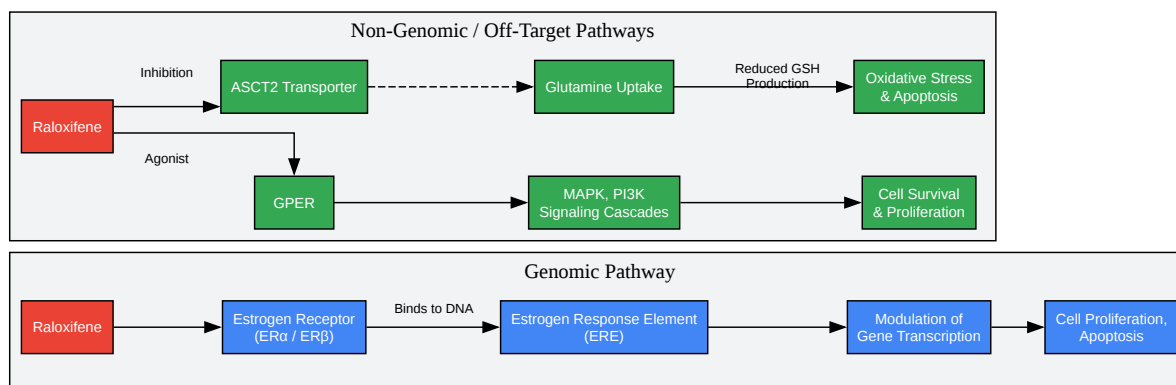 Non-Genomic / Off-Target Pathways
Inhibition
ASCT2 Transporter
Glutamine Uptake
Reduced GSH
Production
Oxidative Stress
& Apoptosis
Raloxifene
Agonist
GPER
MAPK, PI3K
Signaling Cascades
Cell Survival
& Proliferation
Genomic Pathway
Raloxifene
Estrogen Receptor
(ERα / ERβ)
Binds to DNA
Estrogen Response Element
(ERE)
Modulation of
Gene Transcription
Cell Proliferation,
Apoptosis